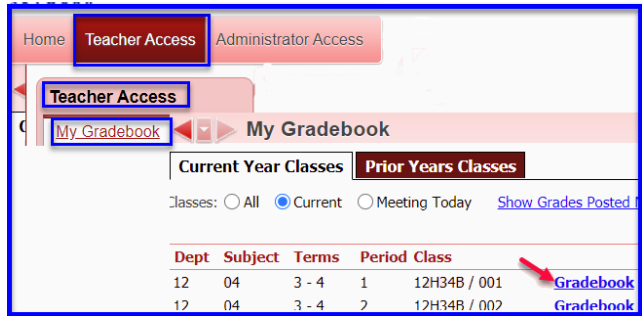 Home Teacher Access Administrator Access
Teacher Access
My Gradebook My Gradebook
Current Year Classes Prior Years Classes
Classes: All Current Meeting Today Show Grades Posted
Dept Subject Terms Period Class
12 04 3 - 4 1 12H34B / 001 Gradebook
12 04 3 - 4 2 12H34B / 002 Gradebook